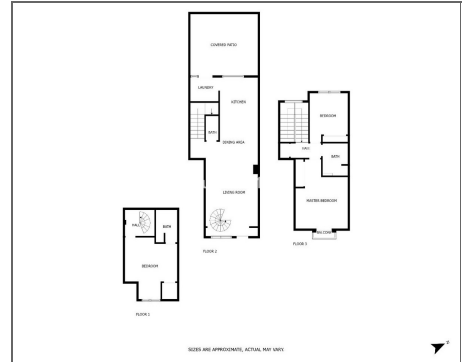 COVERED PATIO
LAUNDRY
KITCHEN
BATH
DINING AREA
LIVING ROOM
FLOOR 2
BEDROOM
HALL
BATH
MASTER BEDROOM
BALCONY
FLOOR 3
HALL
BATH
BEDROOM
FLOOR 1
SIZES ARE APPROXIMATE, ACTUAL MAY VARY.